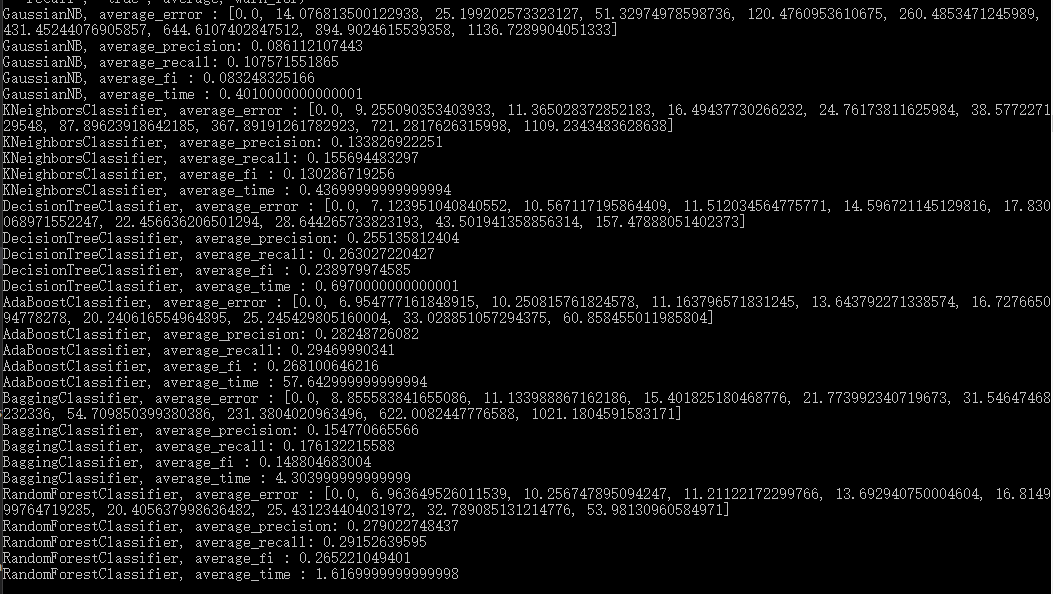 GaussianNB, average_error : [0.0, 14.076813500122938, 25.199202573323127, 51.32974978598736, 120.4760953610675, 260.4853471245989,
431.45244076905857, 644.6107402847512, 894.9024615539358, 1136.7289904051333]
GaussianNB, average_precision: 0.086112107443
GaussianNB, average_recall: 0.107571551865
GaussianNB, average_fi : 0.083248325166
GaussianNB, average_time : 0.4010000000000001
KNeighborsClassifier, average_error : [0.0, 9.255090353403933, 11.365028372852183, 16.49437730266232, 24.76173811625984, 38.5772271
29548, 87.89623918642185, 367.89191261782923, 721.2817626315998, 1109.2343483628638]
KNeighborsClassifier, average_precision: 0.133826922251
KNeighborsClassifier, average_recall: 0.155694483297
KNeighborsClassifier, average_fi : 0.130286719256
KNeighborsClassifier, average_time : 0.43699999999999994
DecisionTreeClassifier, average_error : [0.0, 7.123951040840552, 10.567117195864409, 11.512034564775771, 14.596721145129816, 17.830
068971552247, 22.456636206501294, 28.644265733823193, 43.501941358856314, 157.47888051402373]
DecisionTreeClassifier, average_precision: 0.255135812404
DecisionTreeClassifier, average_recall: 0.263027220427
DecisionTreeClassifier, average_fi : 0.238979974585
DecisionTreeClassifier, average_time : 0.6970000000000001
AdaBoostClassifier, average_error : [0.0, 6.954777161848915, 10.250815761824578, 11.163796571831245, 13.643792271338574, 16.7276650
94778278, 20.240616554964895, 25.245429805160004, 33.028851057294375, 60.858455011985804]
AdaBoostClassifier, average_precision: 0.28248726082
AdaBoostClassifier, average_recall: 0.29469990341
AdaBoostClassifier, average_fi : 0.268100646216
AdaBoostClassifier, average_time : 57.642999999999994
BaggingClassifier, average_error : [0.0, 8.855583841655086, 11.133988867162186, 15.401825180468776, 21.773992340719673, 31.54647468
232336, 54.709850399380386, 231.3804020963496, 622.0082447776588, 1021.1804591583171]
BaggingClassifier, average_precision: 0.154770665566
BaggingClassifier, average_recall: 0.176132215588
BaggingClassifier, average_fi : 0.148804683004
BaggingClassifier, average_time : 4.303999999999999
RandomForestClassifier, average_error : [0.0, 6.963649526011539, 10.256747895094247, 11.21122172299766, 13.692940750004604, 16.8149
99764719285, 20.405637998636482, 25.431234404031972, 32.789085131214776, 53.98130960584971]
RandomForestClassifier, average_precision: 0.279022748437
RandomForestClassifier, average_recall: 0.29152639595
RandomForestClassifier, average_fi : 0.265221049401
RandomForestClassifier, average_time : 1.6169999999999998